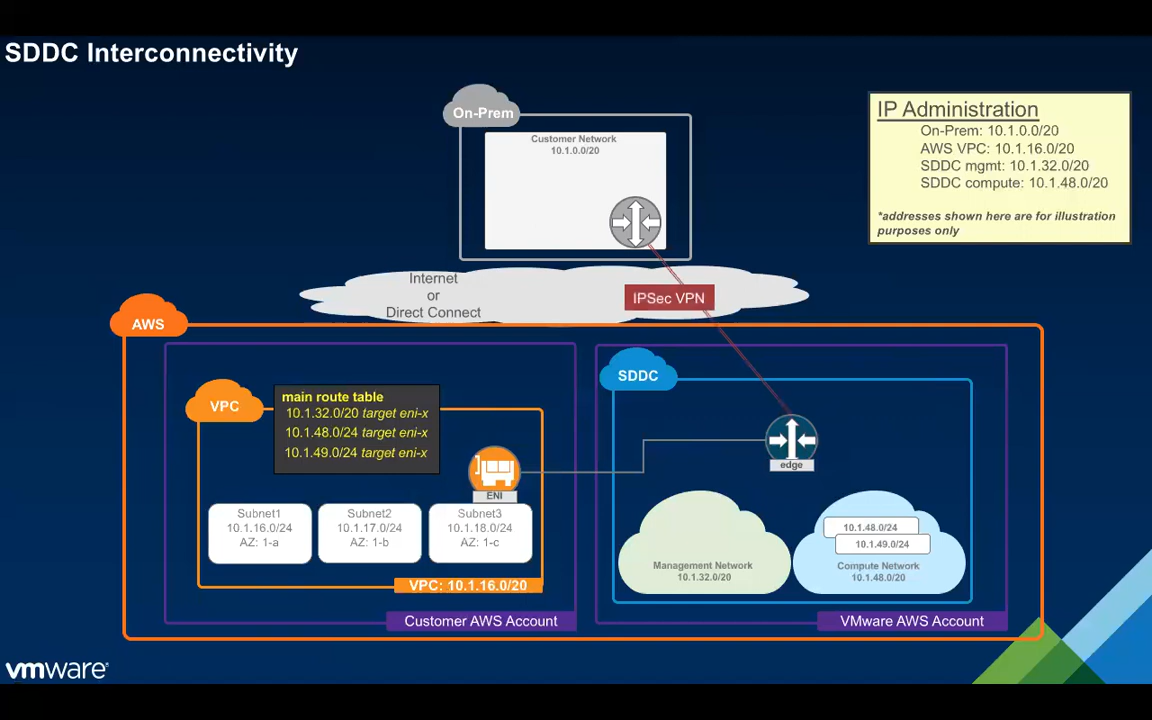 SDDC Interconnectivity
On-Prem
Customer Network
10.1.0.0/20
IP Administration
On-Prem: 10.1.0.0/20
AWS VPC: 10.1.16.0/20
SDDC mgmt: 10.1.32.0/20
SDDC compute: 10.1.48.0/20
*addresses shown here are for illustration
purposes only
Internet
or
Direct Connect
IPSec VPN
AWS
VPC
main route table
10.1.32.0/20 target eni-x
10.1.48.0/24 target eni-x
10.1.49.0/24 target eni-x
ENI
Subnet1
10.1.16.0/24
AZ: 1-a
Subnet2
10.1.17.0/24
AZ: 1-b
Subnet3
10.1.18.0/24
AZ: 1-c
VPC: 10.1.16.0/20
Customer AWS Account
SDDC
edge
Management Network
10.1.32.0/20
10.1.48.0/24
10.1.49.0/24
Compute Network
10.1.48.0/20
VMware AWS Account
vmware